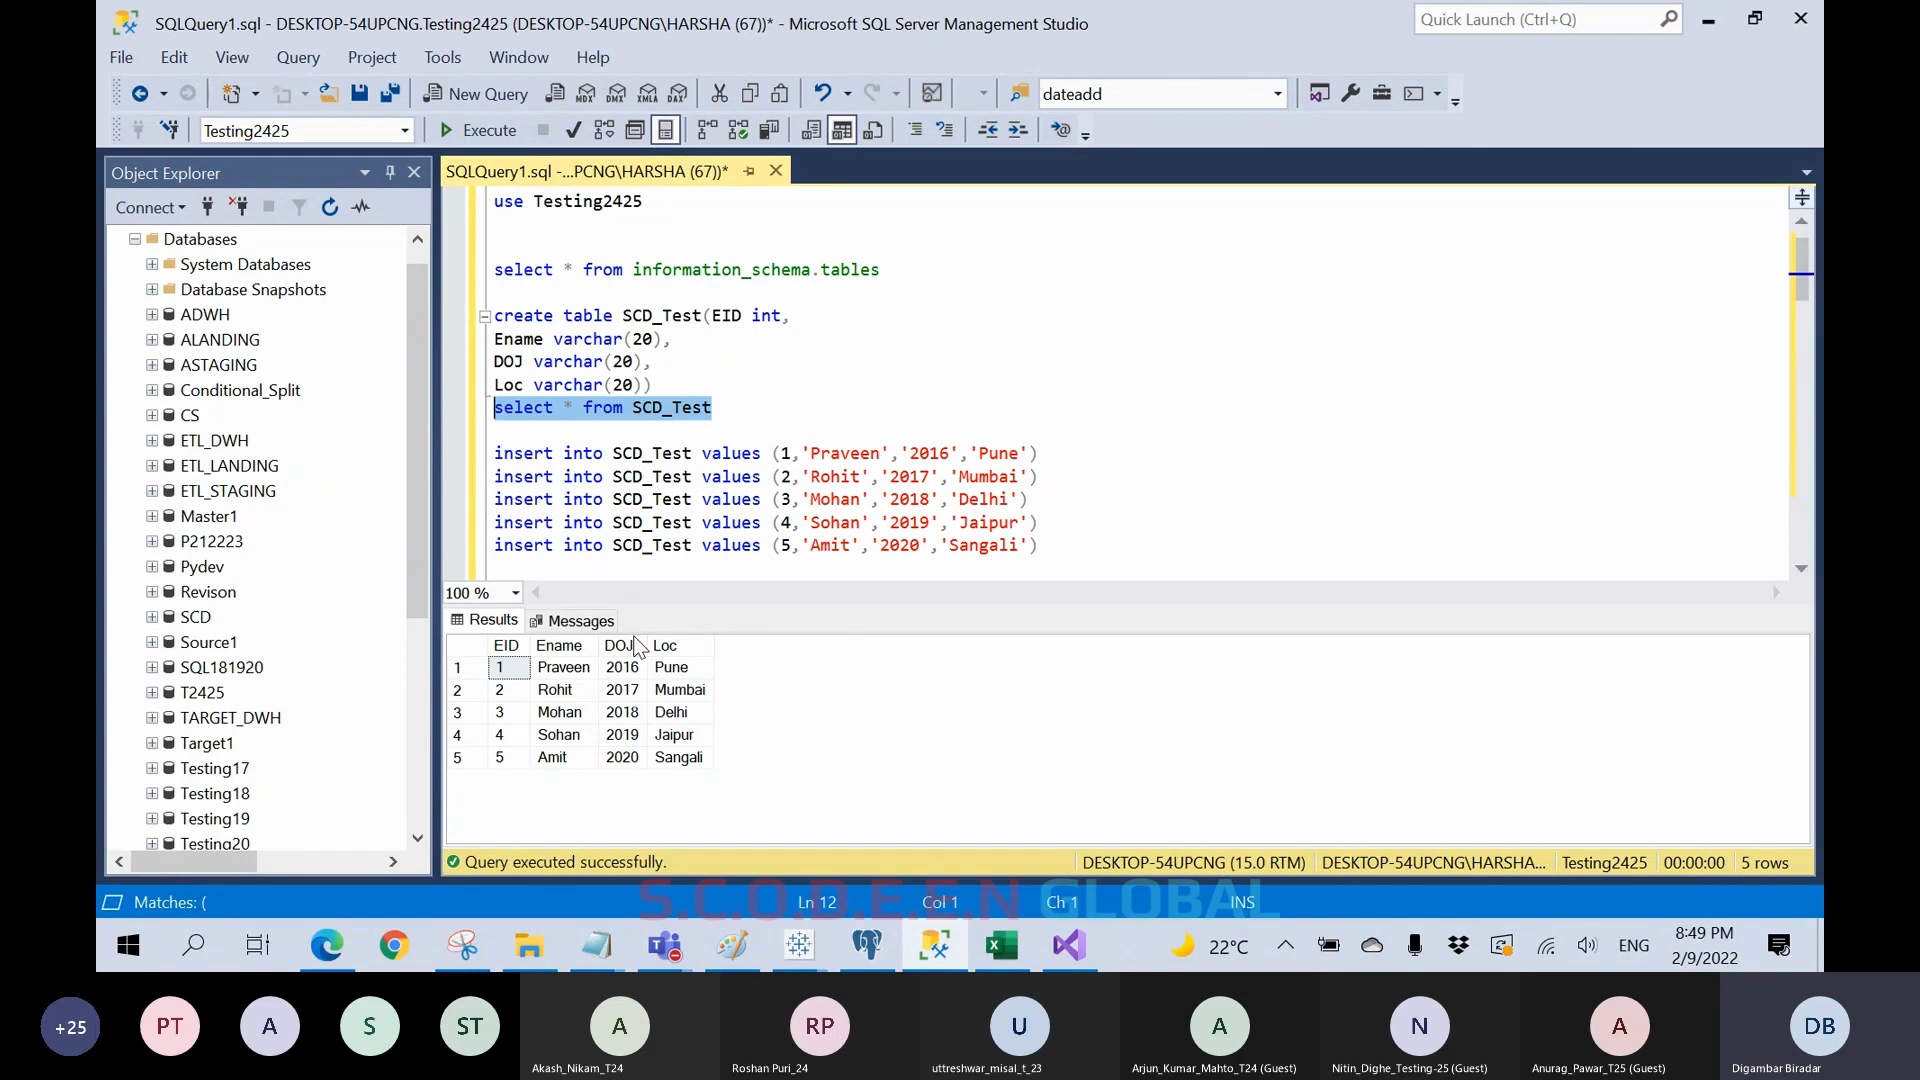 SQLQuery1.sql - DESKTOP-54UPCNG.Testing2425 (DESKTOP-54UPCNG\HARSHA (67))* - Microsoft SQL Server Management Studio
Quick Launch (Ctrl+Q)
File Edit View Query Project Tools Window Help
New Query
MDX DMX XMLA DAX
dateadd
Testing2425
Execute
Object Explorer
SQLQuery1.sql -...PCNG\HARSHA (67))*
Connect
Databases
System Databases
Database Snapshots
ADWH
ALANDING
ASTAGING
Conditional_Split
CS
ETL_DWH
ETL_LANDING
ETL_STAGING
Master1
P212223
Pydev
Revison
SCD
Source1
SQL181920
T2425
TARGET_DWH
Target1
Testing17
Testing18
Testing19
Testing20
use Testing2425
select * from information_schema.tables
create table SCD_Test(EID int,
Ename varchar(20),
DOJ varchar(20),
Loc varchar(20))
select * from SCD_Test
insert into SCD_Test values (1,'Praveen','2016','Pune')
insert into SCD_Test values (2,'Rohit','2017','Mumbai')
insert into SCD_Test values (3,'Mohan','2018','Delhi')
insert into SCD_Test values (4,'Sohan','2019','Jaipur')
insert into SCD_Test values (5,'Amit','2020','Sangali')
100 %
Results Messages
EID Ename DOJ Loc
1 1 Praveen 2016 Pune
2 2 Rohit 2017 Mumbai
3 3 Mohan 2018 Delhi
4 4 Sohan 2019 Jaipur
5 5 Amit 2020 Sangali
Query executed successfully.
DESKTOP-54UPCNG (15.0 RTM) DESKTOP-54UPCNG\HARSHA... Testing2425 00:00:00 5 rows
S.C.O.D.E.E.N GLOBAL
Matches: (
Ln 12 Col 1 Ch 1 INS
22°C
ENG
8:49 PM
2/9/2022
+25 PT A S ST A RP U A N A DB
Akash_Nikam_T24
Roshan Puri_24
uttreshwar_misal_t_23
Arjun_Kumar_Mahto_T24 (Guest)
Nitin_Dighe_Testing-25 (Guest)
Anurag_Pawar_T25 (Guest)
Digambar Biradar